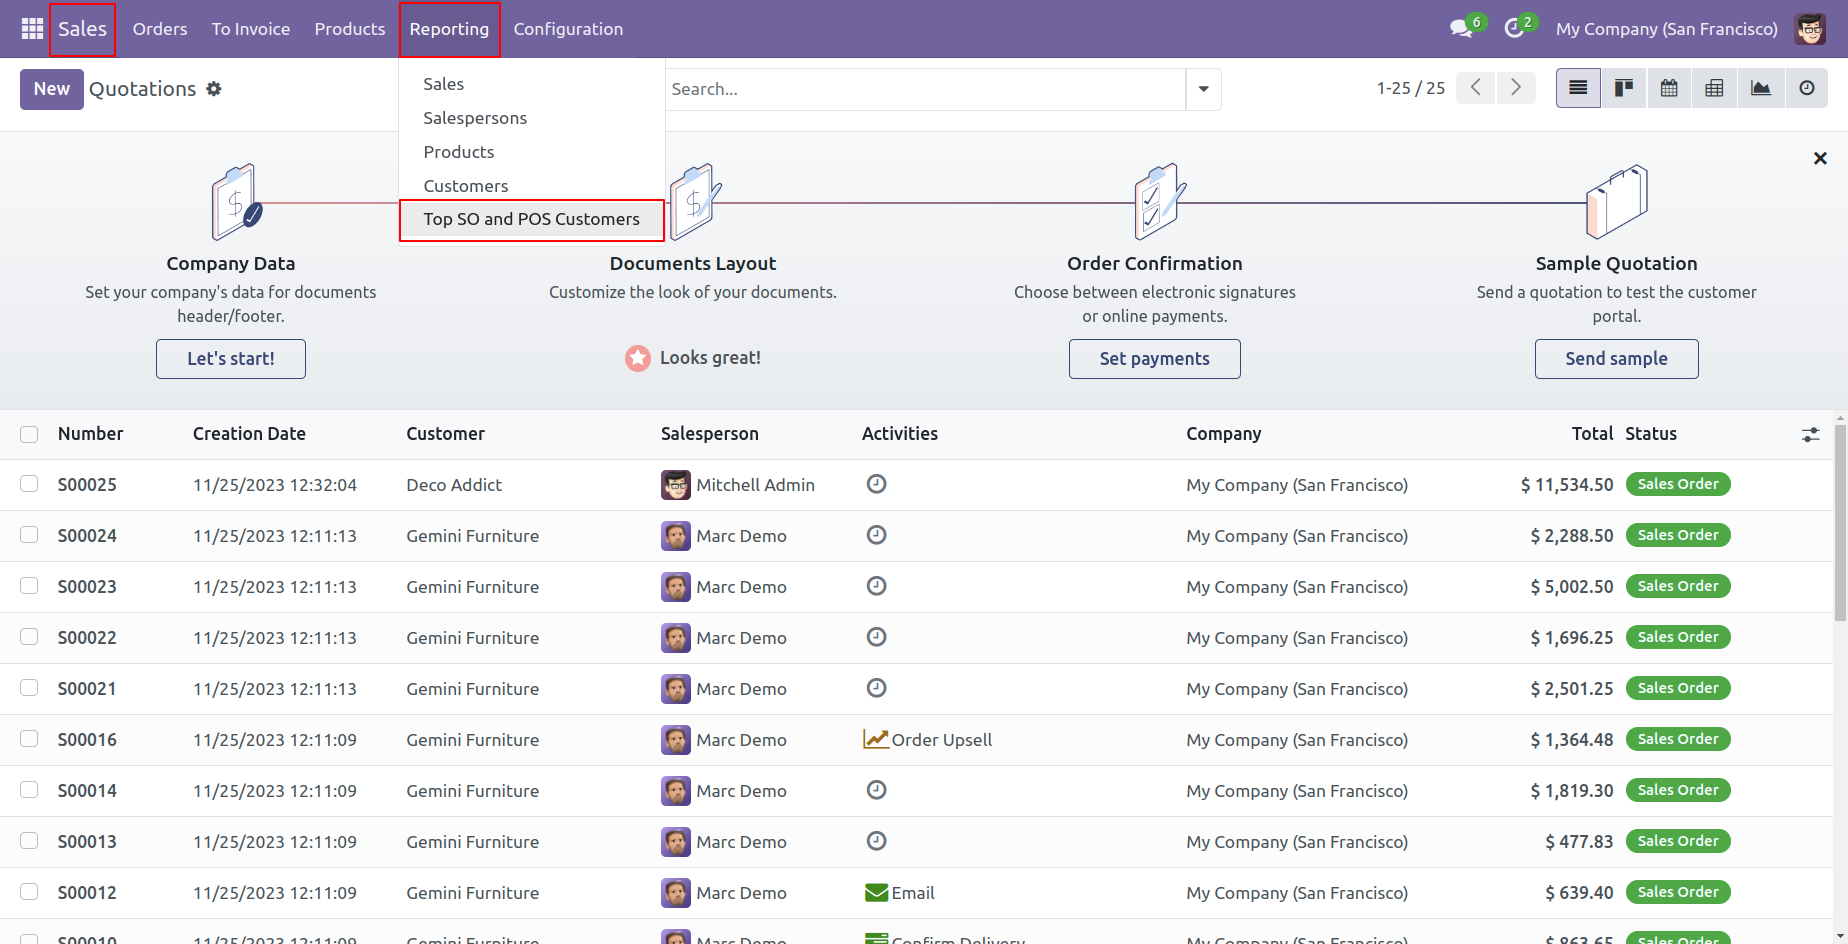 Sales Orders To Invoice Products Reporting Configuration 6 2 My Company (San Francisco)
New Quotations Search... 1-25 / 25
Sales
Salespersons
Products
Customers
Top SO and POS Customers
Company Data
Set your company's data for documents
header/footer.
Let's start!
Documents Layout
Customize the look of your documents.
Looks great!
Order Confirmation
Choose between electronic signatures
or online payments.
Set payments
Sample Quotation
Send a quotation to test the customer
portal.
Send sample
Number Creation Date Customer Salesperson Activities Company Total Status
S00025 11/25/2023 12:32:04 Deco Addict Mitchell Admin My Company (San Francisco) $ 11,534.50 Sales Order
S00024 11/25/2023 12:11:13 Gemini Furniture Marc Demo My Company (San Francisco) $ 2,288.50 Sales Order
S00023 11/25/2023 12:11:13 Gemini Furniture Marc Demo My Company (San Francisco) $ 5,002.50 Sales Order
S00022 11/25/2023 12:11:13 Gemini Furniture Marc Demo My Company (San Francisco) $ 1,696.25 Sales Order
S00021 11/25/2023 12:11:13 Gemini Furniture Marc Demo My Company (San Francisco) $ 2,501.25 Sales Order
S00016 11/25/2023 12:11:09 Gemini Furniture Marc Demo Order Upsell My Company (San Francisco) $ 1,364.48 Sales Order
S00014 11/25/2023 12:11:09 Gemini Furniture Marc Demo My Company (San Francisco) $ 1,819.30 Sales Order
S00013 11/25/2023 12:11:09 Gemini Furniture Marc Demo My Company (San Francisco) $ 477.83 Sales Order
S00012 11/25/2023 12:11:09 Gemini Furniture Marc Demo Email My Company (San Francisco) $ 639.40 Sales Order
S00010 11/25/2023 12:11:09 Gemini Furniture Marc Demo Confirm Delivery My Company (San Francisco) $ 863.65 Sales Order